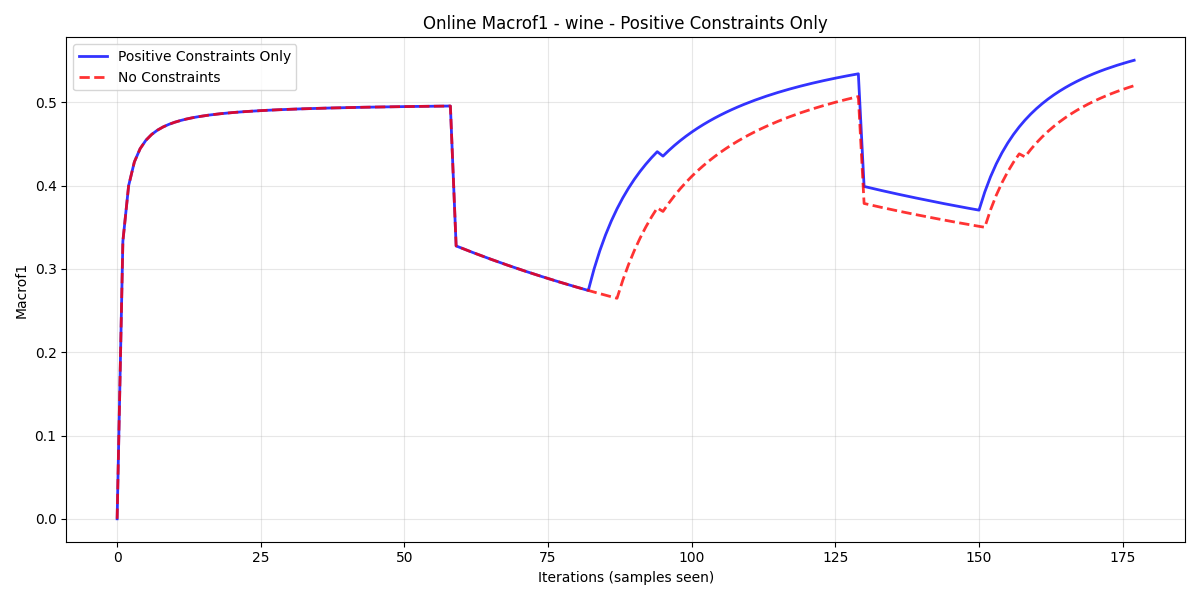 Online Macrof1 - wine - Positive Constraints Only
Positive Constraints Only
No Constraints
Macrof1
0.5
0.4
0.3
0.2
0.1
0.0
0 25 50 75 100 125 150 175
Iterations (samples seen)